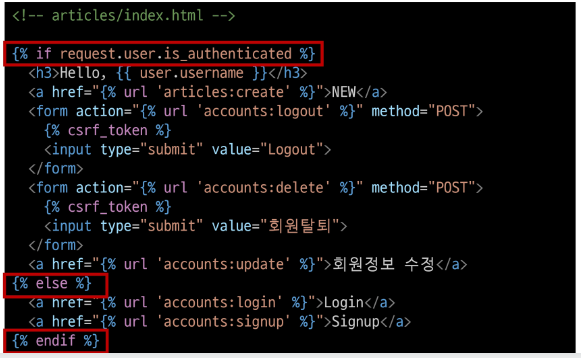 <!-- articles/index.html -->
{% if request.user.is_authenticated %}
<h3>Hello, {{ user.username }}</h3>
<a href="{% url 'articles:create' %}">NEW</a>
<form action="{% url 'accounts:logout' %}" method="POST">
{% csrf_token %}
<input type="submit" value="Logout">
</form>
<form action="{% url 'accounts:delete' %}" method="POST">
{% csrf_token %}
<input type="submit" value="회원탈퇴">
</form>
<a href="{% url 'accounts:update' %}">회원정보 수정</a>
{% else %}
<a href="{% url 'accounts:login' %}">Login</a>
<a href="{% url 'accounts:signup' %}">Signup</a>
{% endif %}